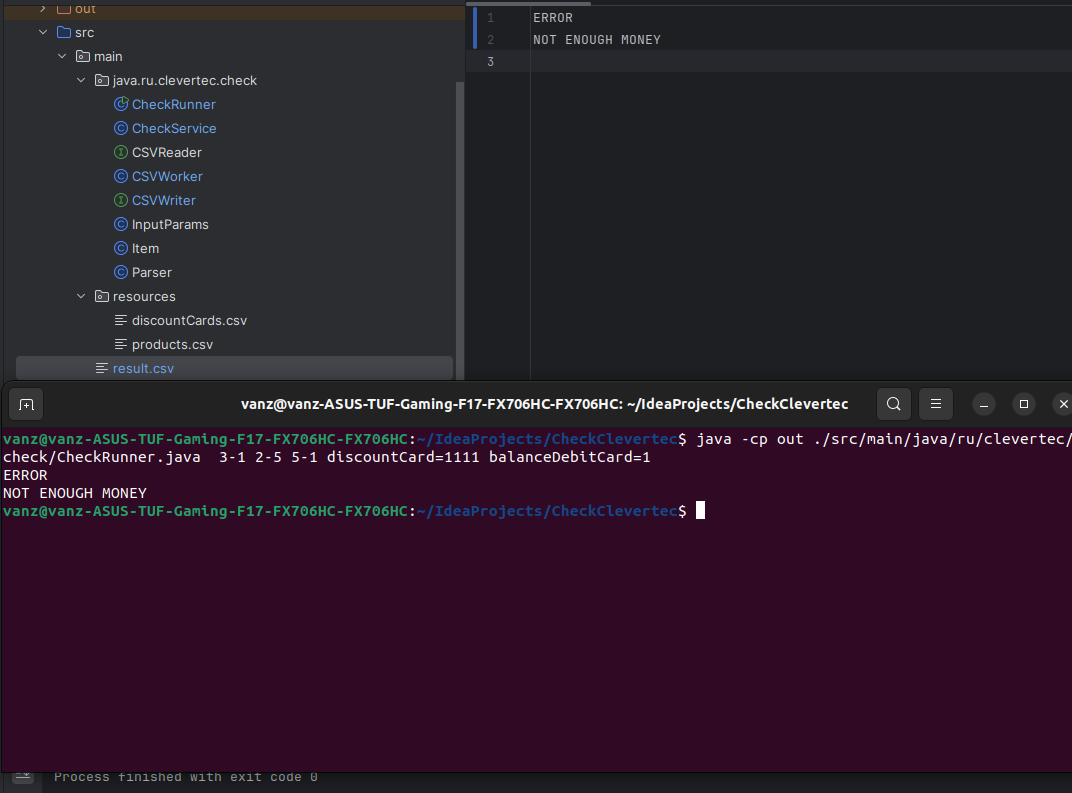 out
src
main
java.ru.clevertec.check
CheckRunner
CheckService
CSVReader
CSVWorker
CSVWriter
InputParams
Item
Parser
resources
discountCards.csv
products.csv
result.csv
1 ERROR
2 NOT ENOUGH MONEY
3
vanz@vanz-ASUS-TUF-Gaming-F17-FX706HC-FX706HC: ~/IdeaProjects/CheckClevertec
vanz@vanz-ASUS-TUF-Gaming-F17-FX706HC-FX706HC:~/IdeaProjects/CheckClevertec$ java -cp out ./src/main/java/ru/clevertec/
check/CheckRunner.java  3-1 2-5 5-1 discountCard=1111 balanceDebitCard=1
ERROR
NOT ENOUGH MONEY
vanz@vanz-ASUS-TUF-Gaming-F17-FX706HC-FX706HC:~/IdeaProjects/CheckClevertec$
Process finished with exit code 0